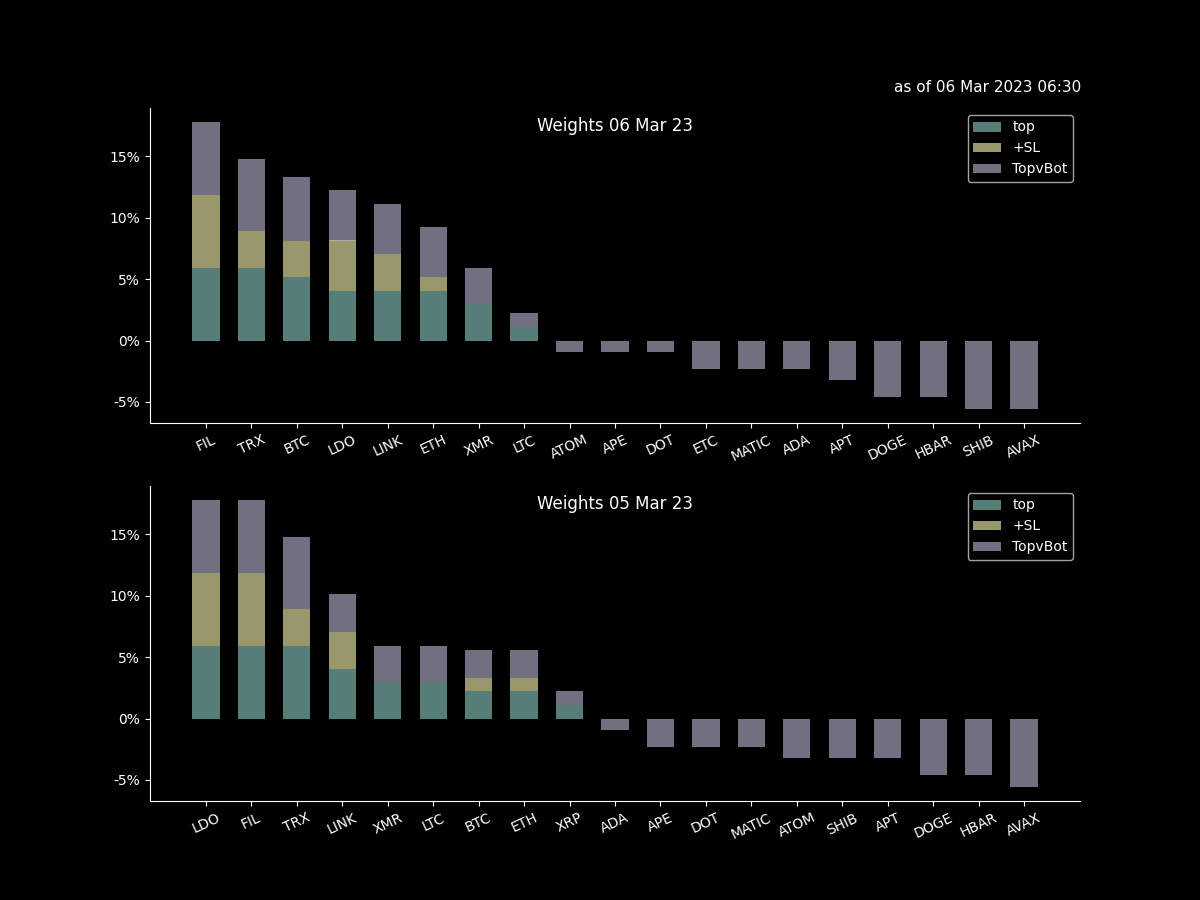 as of 06 Mar 2023 06:30
Weights 06 Mar 23
top
+SL
TopvBot
15%
10%
5%
0%
-5%
FIL TRX BTC LDO LINK ETH XMR LTC ATOM APE DOT ETC MATIC ADA APT DOGE HBAR SHIB AVAX
Weights 05 Mar 23
top
+SL
TopvBot
15%
10%
5%
0%
-5%
LDO FIL TRX LINK XMR LTC BTC ETH XRP ADA APE DOT MATIC ATOM SHIB APT DOGE HBAR AVAX